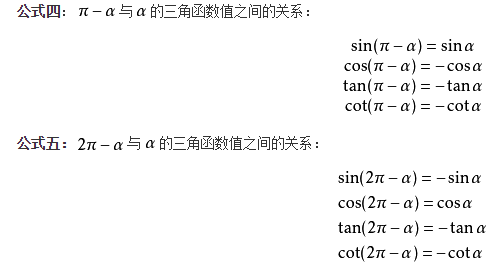 公式四：π − α 与 α 的三角函数值之间的关系：
sin(π − α) = sin α
cos(π − α) = −cos α
tan(π − α) = −tan α
cot(π − α) = −cot α
公式五：2π − α 与 α 的三角函数值之间的关系：
sin(2π − α) = −sin α
cos(2π − α) = cos α
tan(2π − α) = −tan α
cot(2π − α) = −cot α